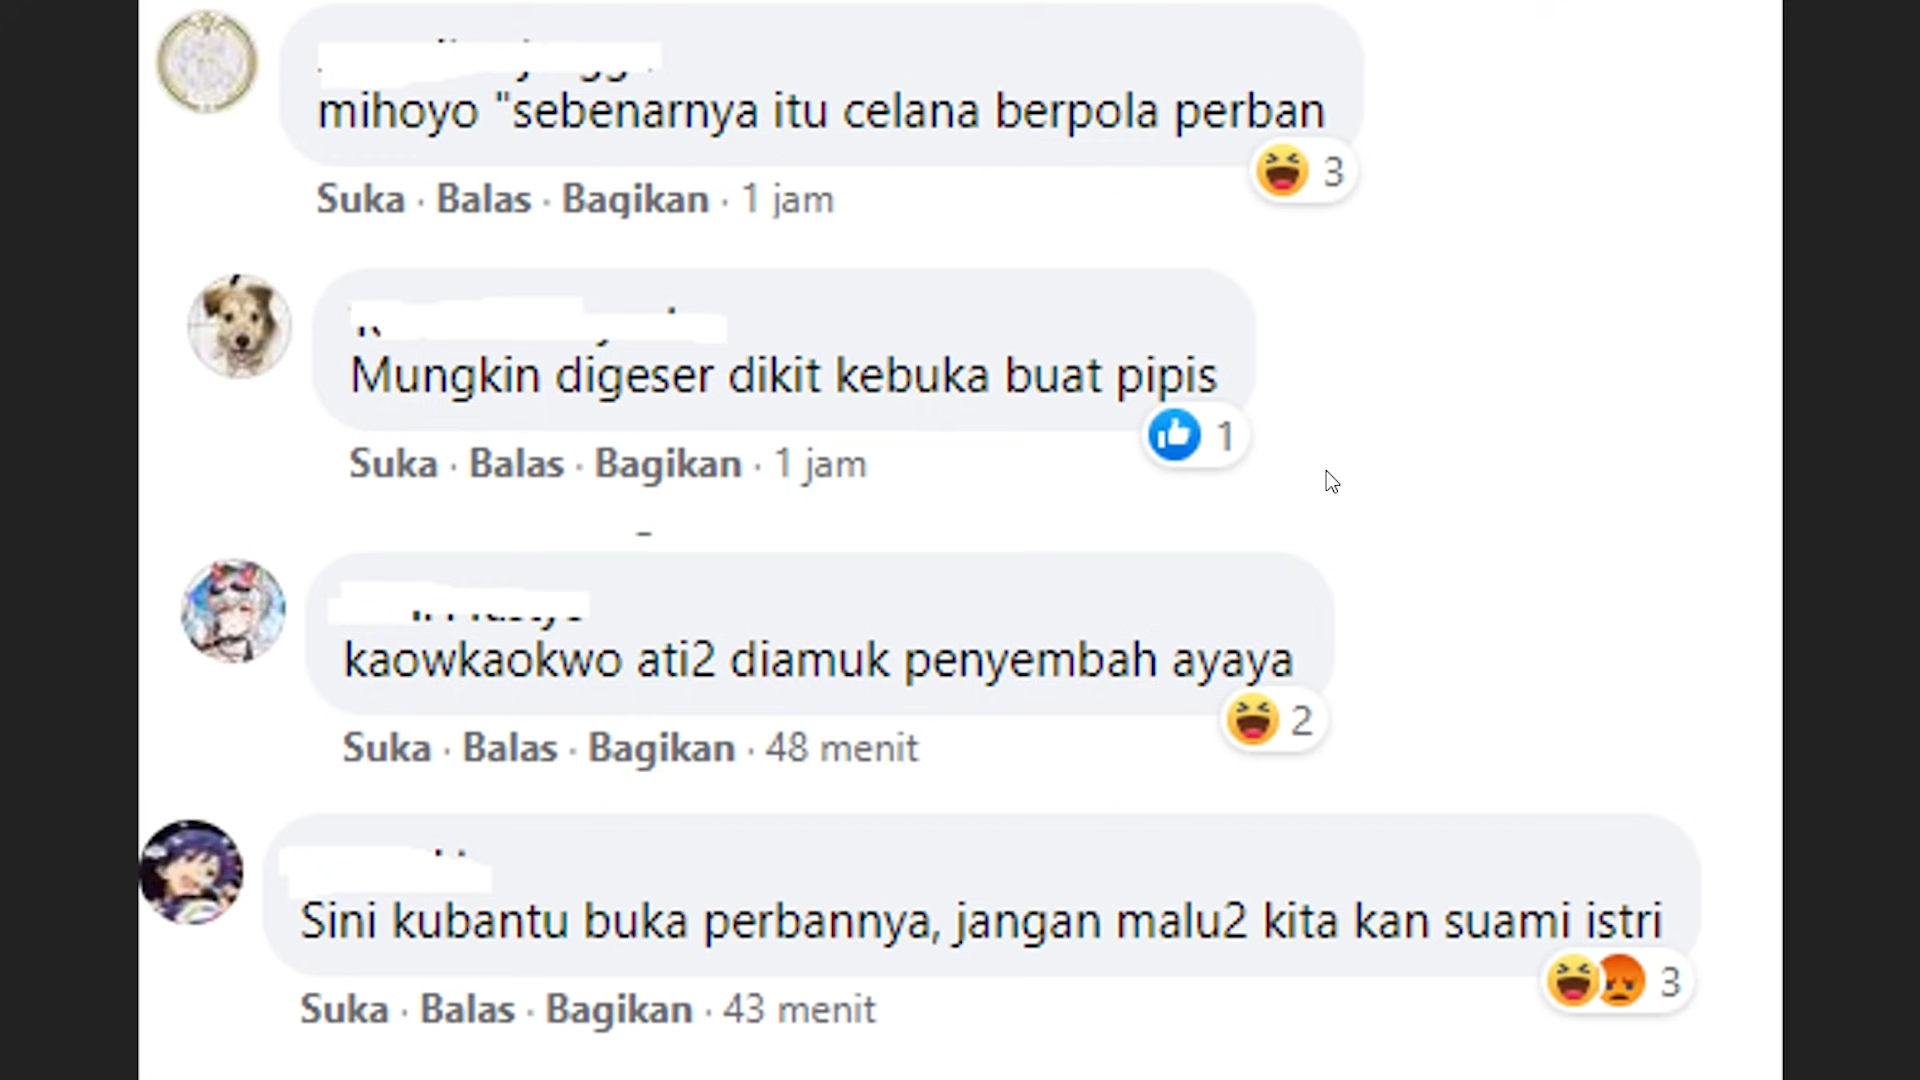 mihoyo "sebenarnya itu celana berpola perban
3
Suka · Balas · Bagikan · 1 jam
Mungkin digeser dikit kebuka buat pipis
1
Suka · Balas · Bagikan · 1 jam
kaowkaokwo ati2 diamuk penyembah ayaya
2
Suka · Balas · Bagikan · 48 menit
Sini kubantu buka perbannya, jangan malu2 kita kan suami istri
3
Suka · Balas · Bagikan · 43 menit